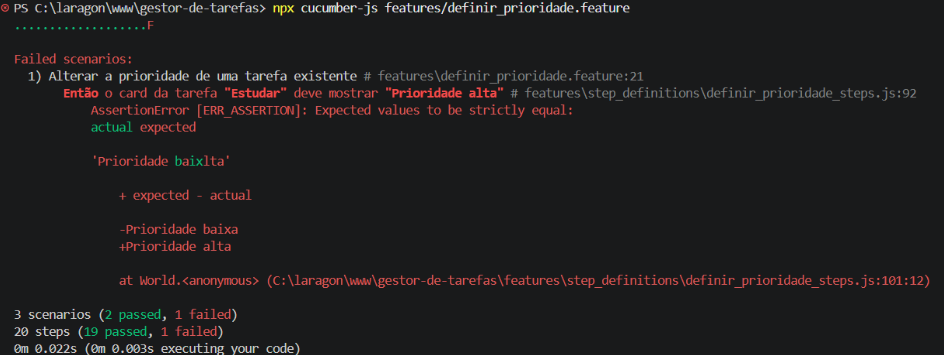 PS C:\laragon\www\gestor-de-tarefas> npx cucumber-js features/definir_prioridade.feature
...................F
Failed scenarios:
1) Alterar a prioridade de uma tarefa existente # features\definir_prioridade.feature:21
Então o card da tarefa "Estudar" deve mostrar "Prioridade alta" # features\step_definitions\definir_prioridade_steps.js:92
AssertionError [ERR_ASSERTION]: Expected values to be strictly equal:
actual expected
'Prioridade baixlta'
+ expected - actual
-Prioridade baixa
+Prioridade alta
at World.<anonymous> (C:\laragon\www\gestor-de-tarefas\features\step_definitions\definir_prioridade_steps.js:101:12)
3 scenarios (2 passed, 1 failed)
20 steps (19 passed, 1 failed)
0m 0.022s (0m 0.003s executing your code)